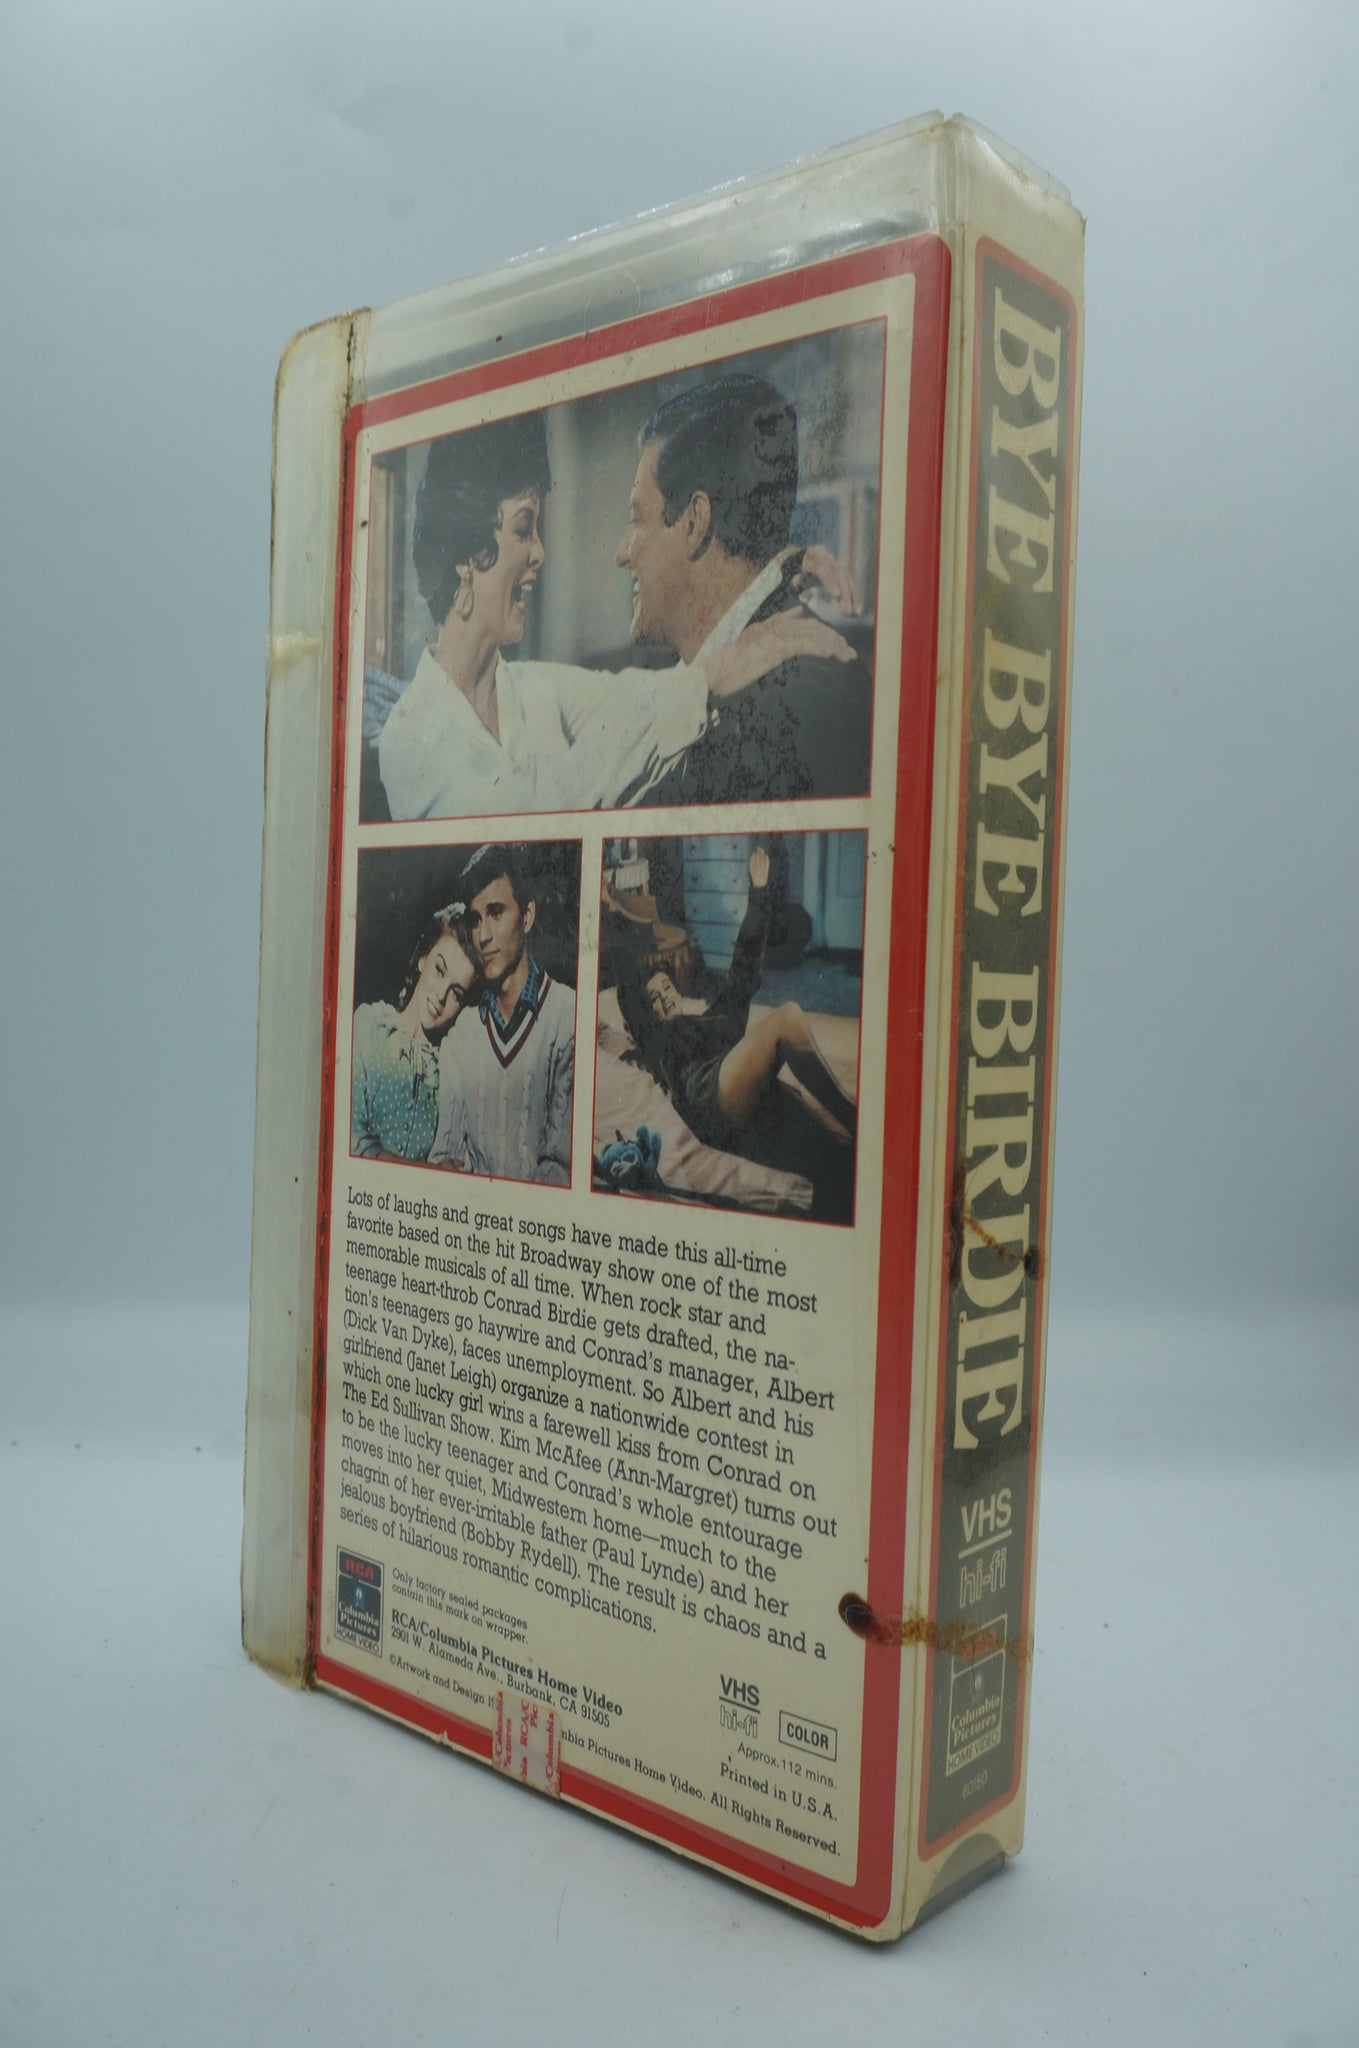 Lots of laughs and great songs have made this all-time
favorite based on the hit Broadway show one of the most
memorable musicals of all time. When rock star and
teenage heart-throb Conrad Birdie gets drafted, the na-
tion's teenagers go haywire and Conrad's manager, Albert
(Dick Van Dyke), faces unemployment. So Albert and his
girlfriend (Janet Leigh) organize a nationwide contest in
which one lucky girl wins a farewell kiss from Conrad on
The Ed Sullivan Show. Kim McAfee (Ann-Margret) turns out
to be the lucky teenager and Conrad's whole entourage
moves into her quiet, Midwestern home—much to the
chagrin of her ever-irritable father (Paul Lynde) and her
jealous boyfriend (Bobby Rydell). The result is chaos and a
series of hilarious romantic complications.
RCA
Columbia
Pictures
HOME VIDEO
Only factory sealed packages
contain this mark on wrapper.
RCA/Columbia Pictures Home Video
2901 W. Alameda Ave., Burbank, CA 91505
©Artwork and Design
Pictures Home Video. All Rights Reserved.
VHS
hi-fi
COLOR
Approx. 112 mins.
Printed in U.S.A.
BYE BYE BIRDIE
VHS
hi-fi
Columbia
Pictures
HOME VIDEO
60150